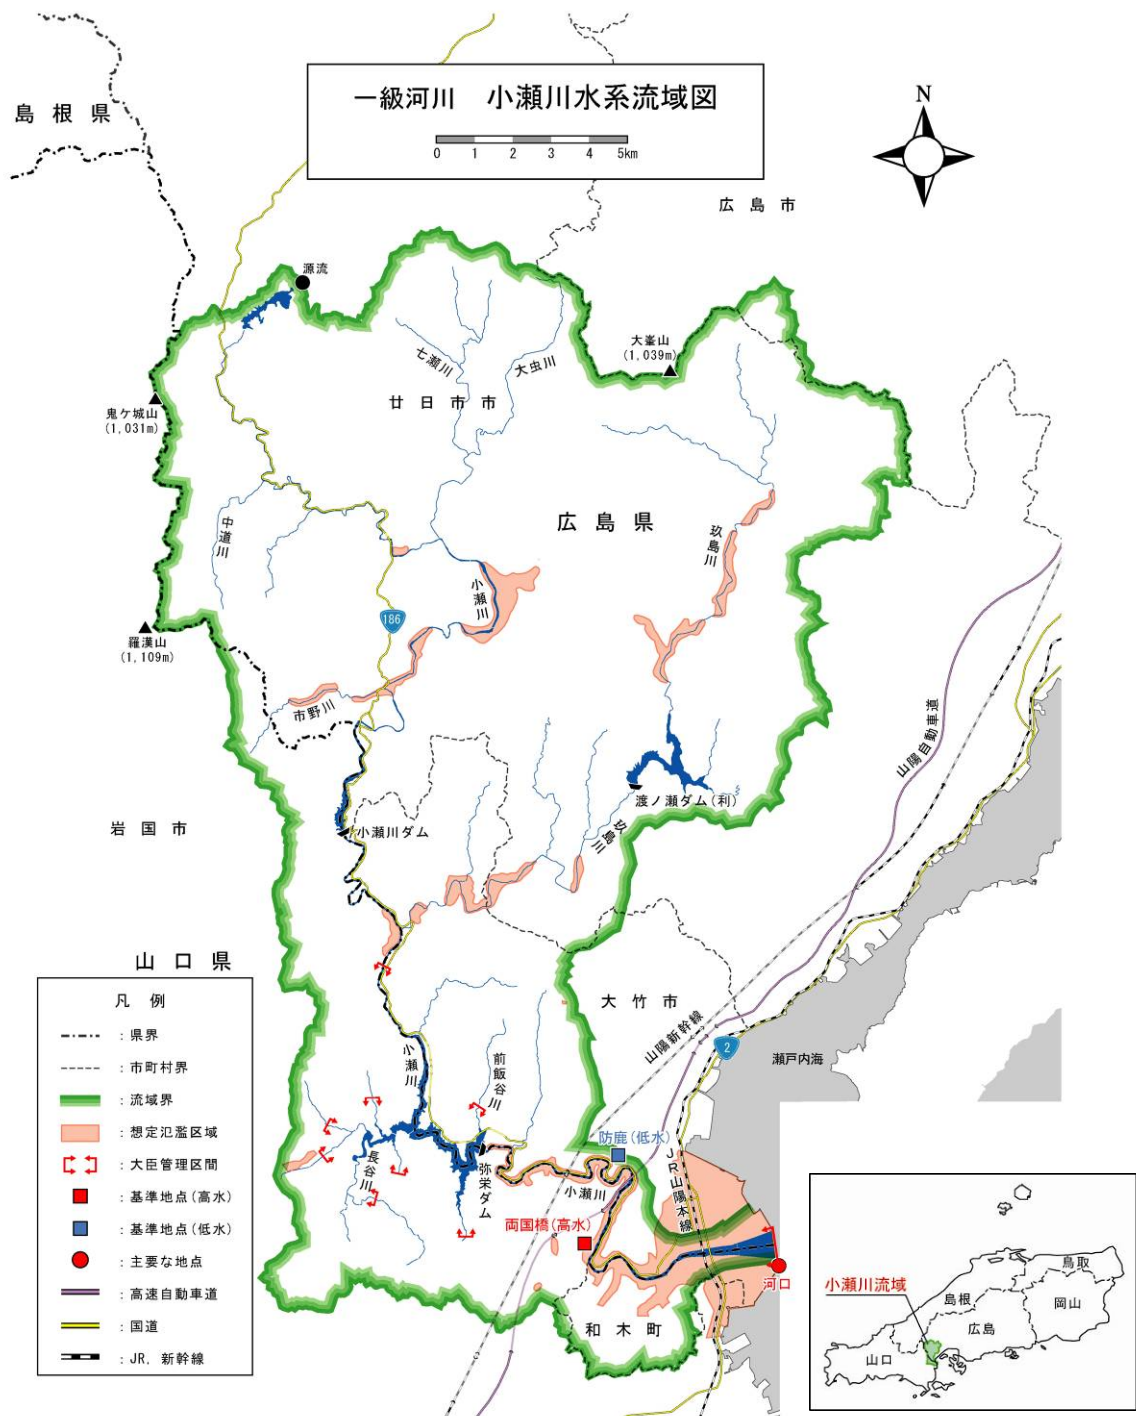 一級河川 小瀬川水系流域図
0 1 2 3 4 5km
N
島根県
広島市
源流
大峯山
(1,039m)
七瀬川
大虫川
鬼ケ城山
(1,031m)
廿日市市
広島県
中道川
玖島川
小瀬川
186
羅漢山
(1,109m)
市野川
山陽自動車道
渡ノ瀬ダム(利)
岩国市
小瀬川ダム
玖島川
山口県
大竹市
山陽新幹線
2
瀬戸内海
小瀬川
前飯谷川
防鹿(低水)
JR山陽本線
長谷川
弥栄ダム
小瀬川
両国橋(高水)
河口
和木町
凡例
:県界
:市町村界
:流域界
:想定氾濫区域
:大臣管理区間
:基準地点(高水)
:基準地点(低水)
:主要な地点
:高速自動車道
:国道
:JR, 新幹線
小瀬川流域
鳥取
島根
岡山
広島
山口